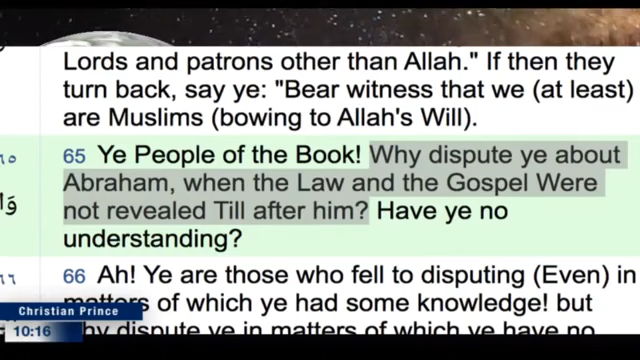 Lords and patrons other than Allah." If then they
turn back, say ye: "Bear witness that we (at least)
are Muslims (bowing to Allah's Will).
٦٥
65 Ye People of the Book! Why dispute ye about
Abraham, when the Law and the Gospel Were
not revealed Till after him? Have ye no
understanding?
٦٦
66 Ah! Ye are those who fell to disputing (Even) in
matters of which ye had some knowledge! but
why dispute ye in matters of which ye have no
Christian Prince
10:16